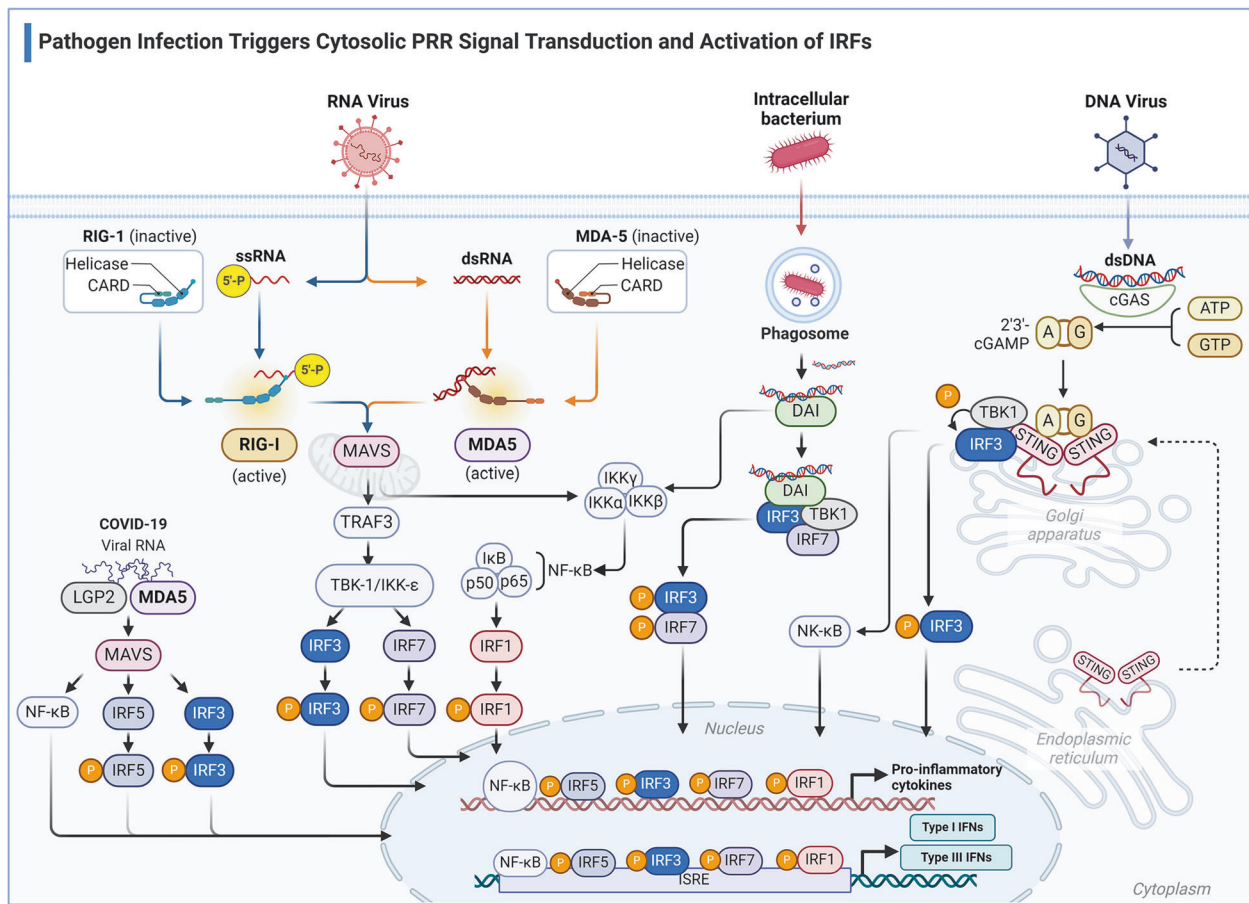 Pathogen Infection Triggers Cytosolic PRR Signal Transduction and Activation of IRFs
RNA Virus
Intracellular
bacterium
DNA Virus
RIG-1 (inactive)
Helicase
CARD
ssRNA
5'-P
dsRNA
MDA-5 (inactive)
Helicase
CARD
Phagosome
dsDNA
cGAS
ATP
GTP
2'3'-
cGAMP
A G
5'-P
RIG-I
(active)
MAVS
MDA5
(active)
DAI
P
TBK1
IRF3
A G
STING STING
Golgi
apparatus
IKKγ
IKKα IKKβ
DAI
IRF3 TBK1
IRF7
TRAF3
COVID-19
Viral RNA
LGP2 MDA5
TBK-1/IKK-ε
IκB
p50 p65
NF-κB
P IRF3
P IRF7
NK-κB
P IRF3
MAVS
IRF3
IRF7
IRF1
STING STING
NF-κB
IRF5
IRF3
P IRF3
P IRF7
P IRF1
Nucleus
Endoplasmic
reticulum
P IRF5
P IRF3
NF-κB P IRF5 P IRF3 P IRF7 P IRF1
Pro-inflammatory
cytokines
Type I IFNs
Type III IFNs
NF-κB P IRF5 P IRF3 P IRF7 P IRF1
ISRE
Cytoplasm